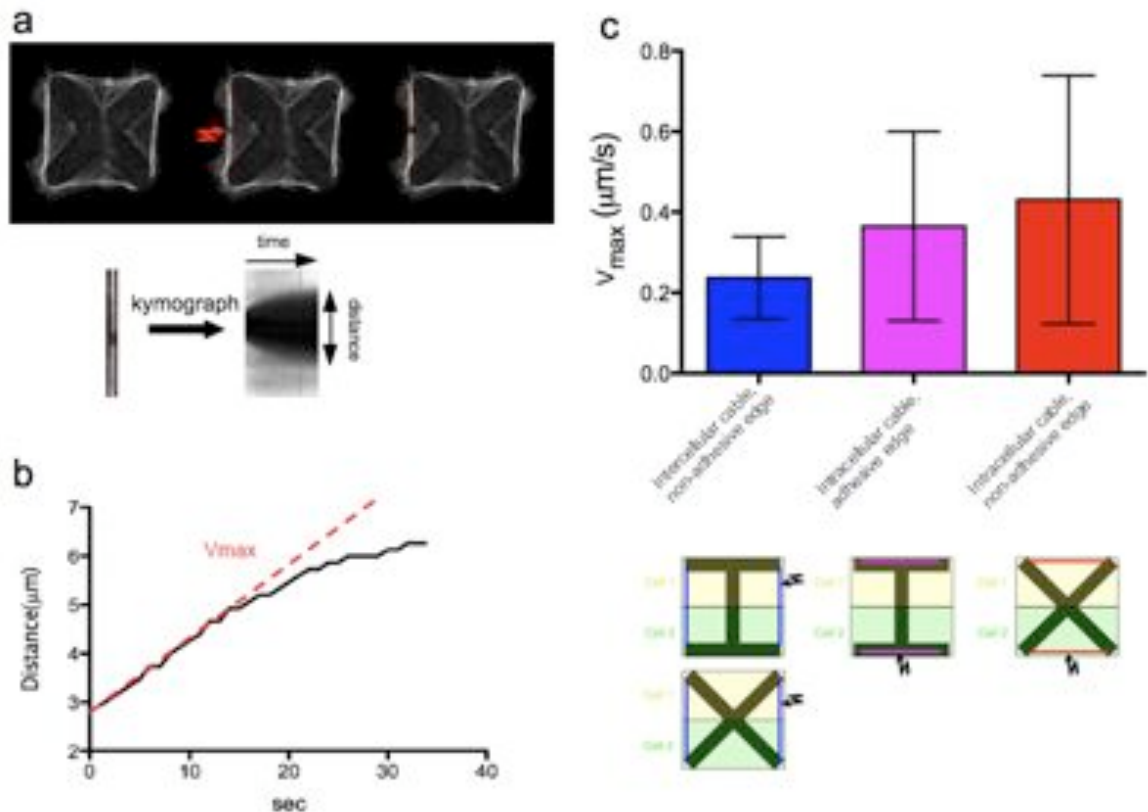 a
time
kymograph
distance
b
7
6
5
4
3
2
Distance(μm)
Vmax
0
10
20
30
40
sec
c
0.8
0.6
0.4
0.2
0.0
Vmax (μm/s)
Intercellular cable,
non-adhesive edge
Intracellular cable,
adhesive edge
Intracellular cable,
non-adhesive edge
Cell 1
Cell 2
Cell 1
Cell 2
Cell 1
Cell 2
Cell 1
Cell 2